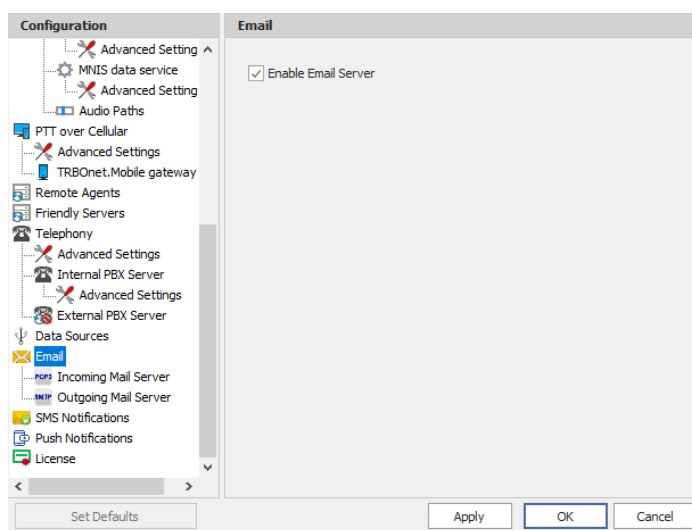 Configuration
Email
Advanced Setting
MNIS data service
Advanced Setting
Audio Paths
PTT over Cellular
Advanced Settings
TRBOnet.Mobile gateway
Remote Agents
Friendly Servers
Telephony
Advanced Settings
Internal PBX Server
Advanced Settings
External PBX Server
Data Sources
Email
POP3 Incoming Mail Server
SMTP Outgoing Mail Server
SMS Notifications
Push Notifications
License
Set Defaults
Enable Email Server
Apply
OK
Cancel